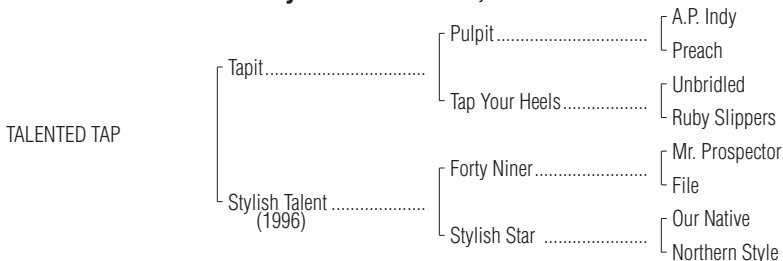 A.P. Indy
Pulpit................................................
Preach
Tapit..................................
Unbridled
Tap Your Heels...........................
Ruby Slippers
TALENTED TAP
Mr. Prospector
Forty Niner....................................
File
Stylish Talent ....................
(1996)
Our Native
Stylish Star .................................
Northern Style